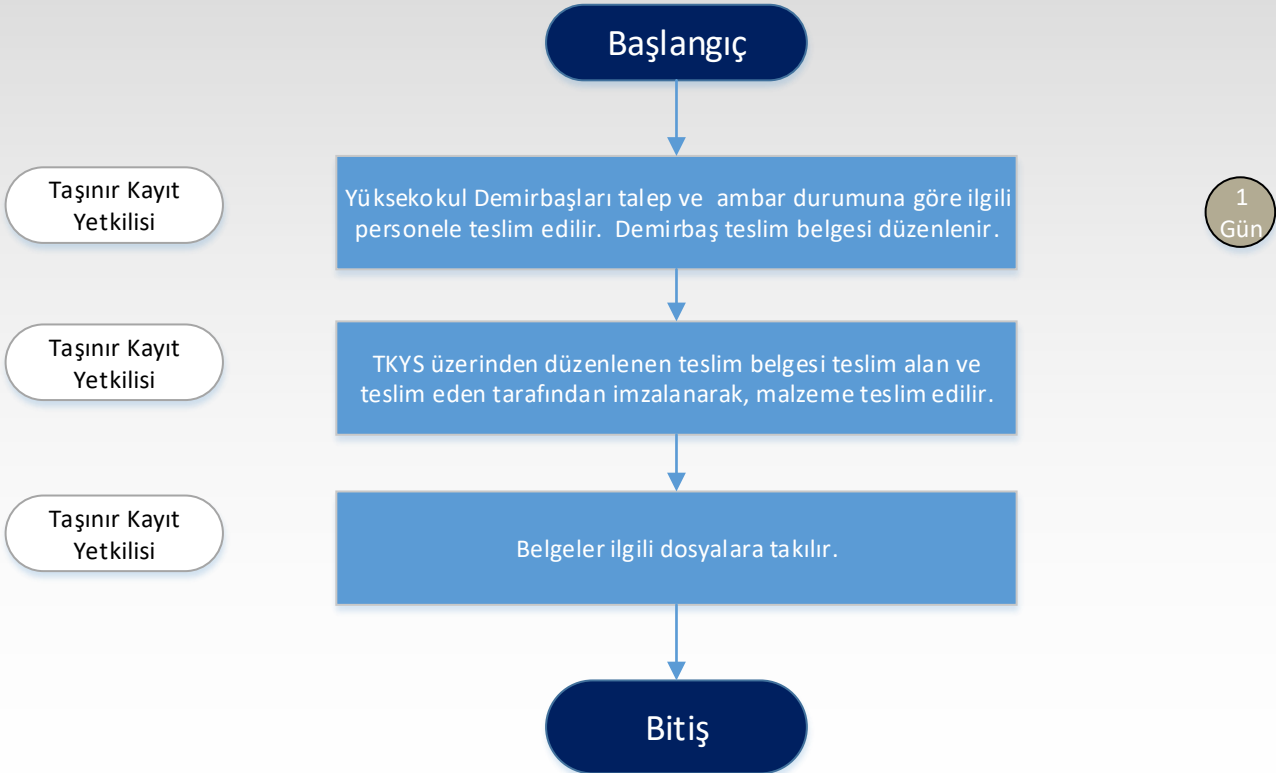 Başlangıç
Taşınır Kayıt
Yetkilisi
Yüksekokul Demirbaşları talep ve ambar durumuna göre ilgili
personele teslim edilir. Demirbaş teslim belgesi düzenlenir.
1
Gün
Taşınır Kayıt
Yetkilisi
TKYS üzerinden düzenlenen teslim belgesi teslim alan ve
teslim eden tarafından imzalanarak, malzeme teslim edilir.
Taşınır Kayıt
Yetkilisi
Belgeler ilgili dosyalara takılır.
Bitiş